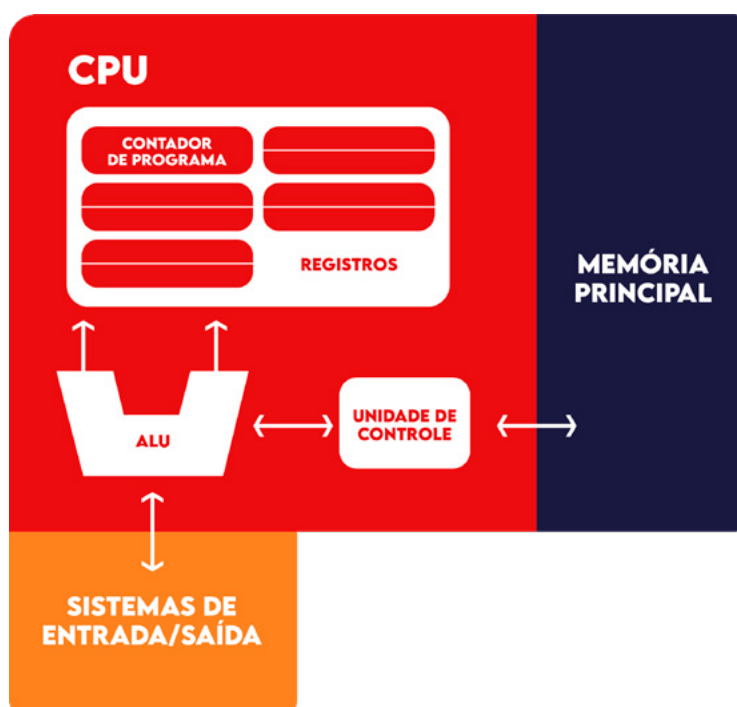 CPU
CONTADOR
DE PROGRAMA
REGISTROS
MEMÓRIA
PRINCIPAL
ALU
UNIDADE DE
CONTROLE
SISTEMAS DE
ENTRADA/SAÍDA